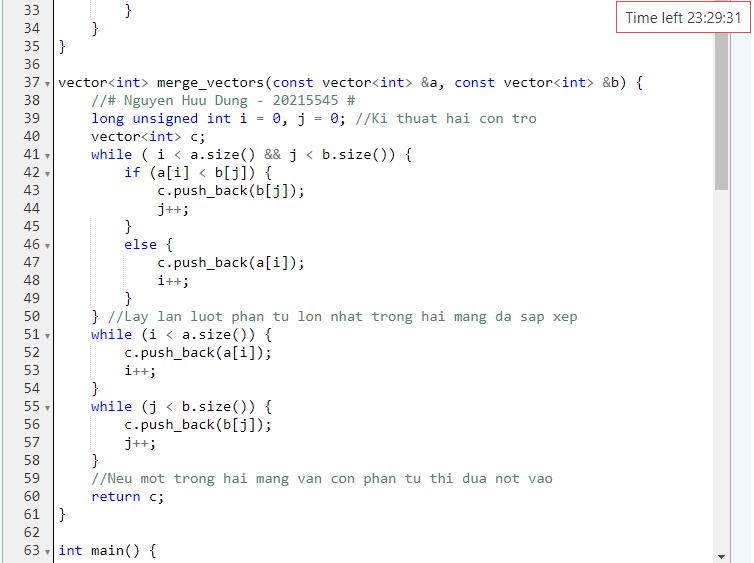 Time left 23:29:31
33 }
34 }
35 }
36
37 vector<int> merge_vectors(const vector<int> &a, const vector<int> &b) {
38 //# Nguyen Huu Dung - 20215545 #
39 long unsigned int i = 0, j = 0; //Ki thuat hai con tro
40 vector<int> c;
41 while ( i < a.size() && j < b.size()) {
42 if (a[i] < b[j]) {
43 c.push_back(b[j]);
44 j++;
45 }
46 else {
47 c.push_back(a[i]);
48 i++;
49 }
50 } //Lay lan luot phan tu lon nhat trong hai mang da sap xep
51 while (i < a.size()) {
52 c.push_back(a[i]);
53 i++;
54 }
55 while (j < b.size()) {
56 c.push_back(b[j]);
57 j++;
58 }
59 //Neu mot trong hai mang van con phan tu thi dua not vao
60 return c;
61 }
62
63 int main() {